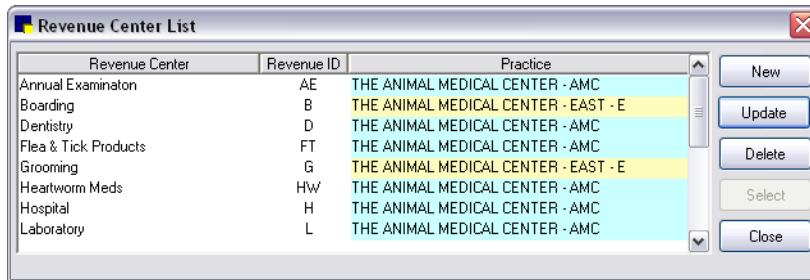 Revenue Center List
Revenue Center Revenue ID Practice
Annual Examinaton AE THE ANIMAL MEDICAL CENTER - AMC
Boarding B THE ANIMAL MEDICAL CENTER - EAST - E
Dentistry D THE ANIMAL MEDICAL CENTER - AMC
Flea & Tick Products FT THE ANIMAL MEDICAL CENTER - AMC
Grooming G THE ANIMAL MEDICAL CENTER - EAST - E
Heartworm Meds HW THE ANIMAL MEDICAL CENTER - AMC
Hospital H THE ANIMAL MEDICAL CENTER - AMC
Laboratory L THE ANIMAL MEDICAL CENTER - AMC
New
Update
Delete
Select
Close